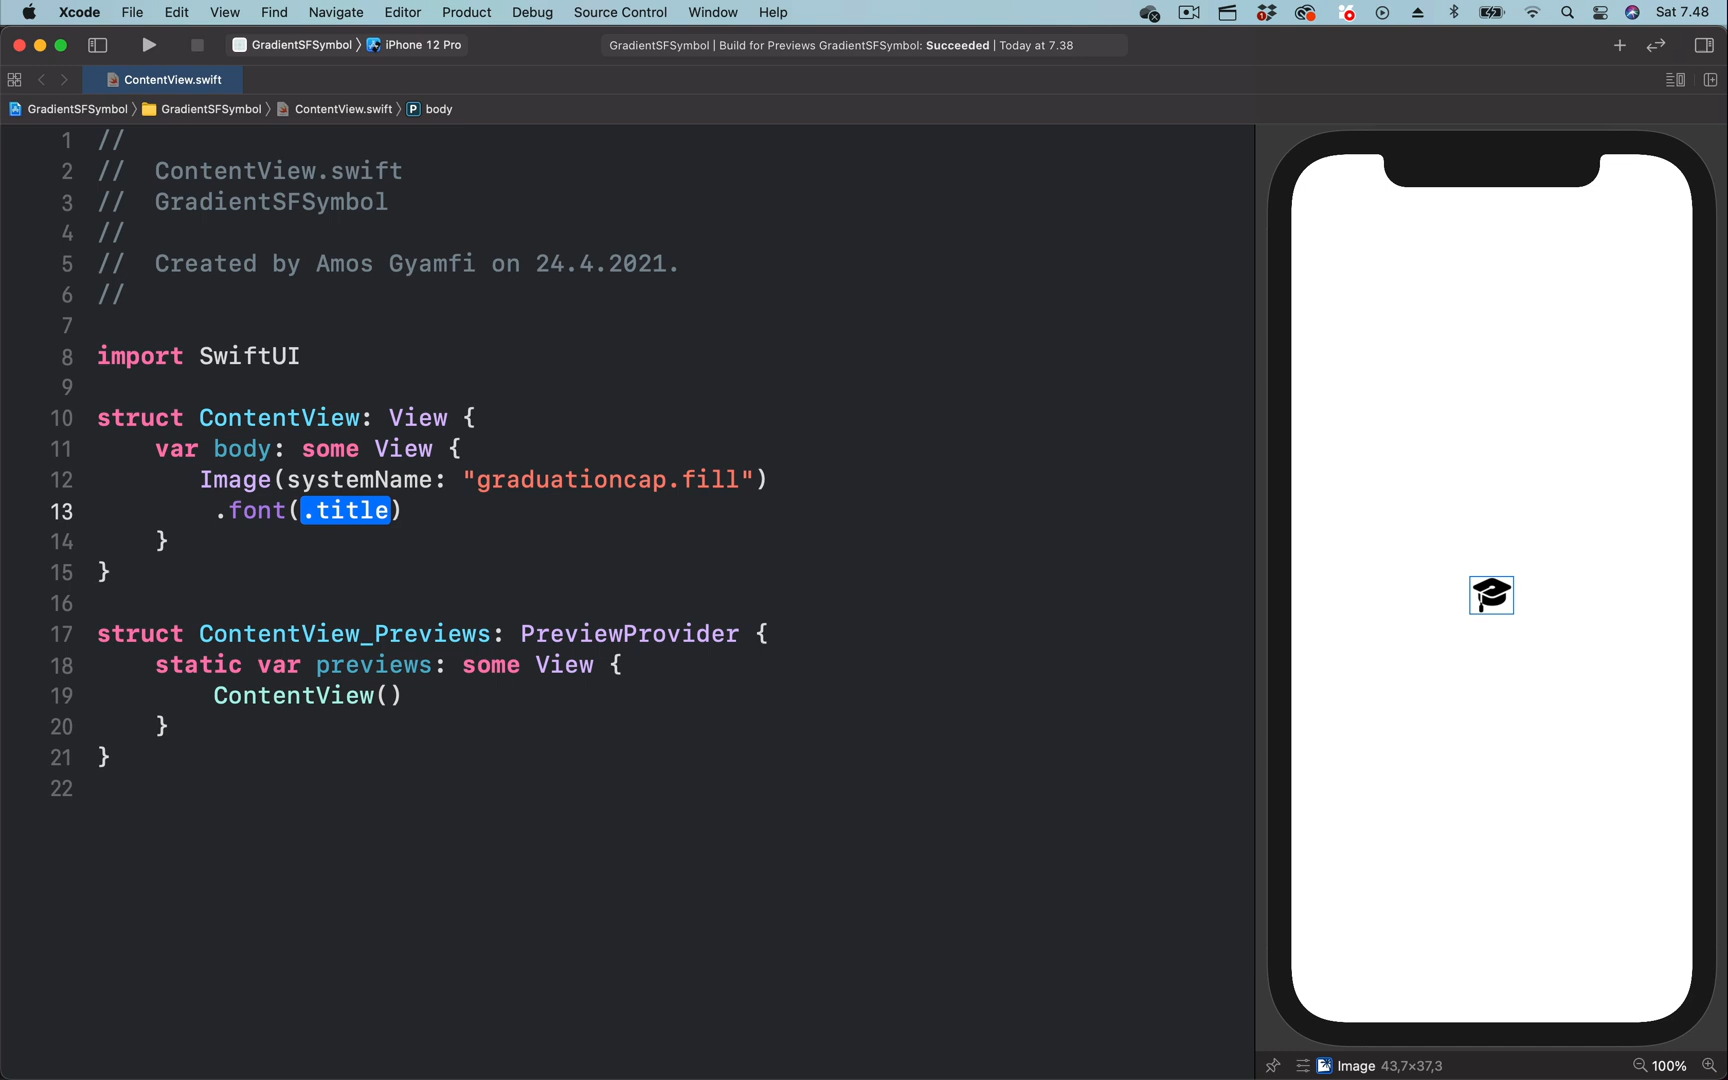 Xcode File Edit View Find Navigate Editor Product Debug Source Control Window Help Sat 7.48
GradientSFSymbol 〉 iPhone 12 Pro GradientSFSymbol | Build for Previews GradientSFSymbol: Succeeded | Today at 7.38
ContentView.swift
GradientSFSymbol 〉 GradientSFSymbol 〉 ContentView.swift 〉 P body
1 //
2 //  ContentView.swift
3 //  GradientSFSymbol
4 //
5 //  Created by Amos Gyamfi on 24.4.2021.
6 //
7
8 import SwiftUI
9
10 struct ContentView: View {
11     var body: some View {
12        Image(systemName: "graduationcap.fill")
13         .font(.title)
14     }
15 }
16
17 struct ContentView_Previews: PreviewProvider {
18     static var previews: some View {
19         ContentView()
20     }
21 }
22
Image 43,7×37,3 100%